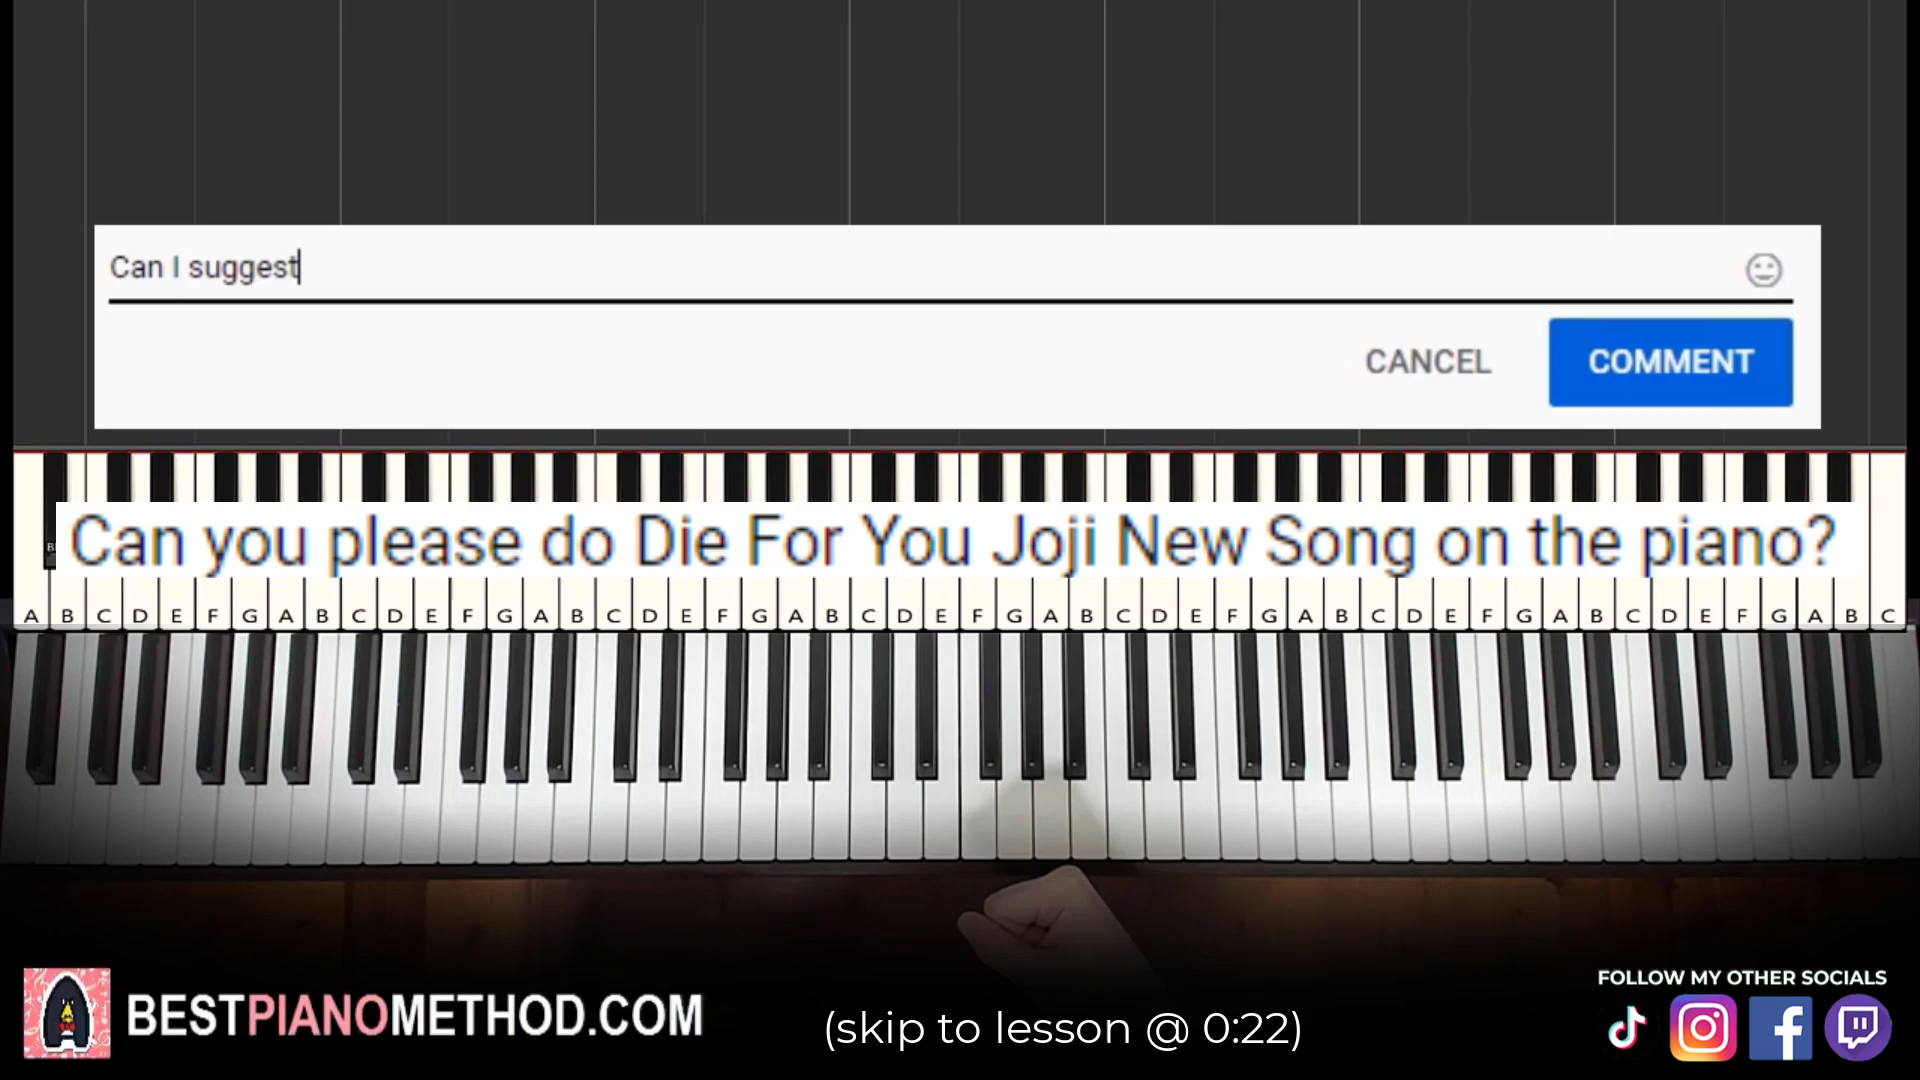 Can I suggest
CANCEL
COMMENT
Can you please do Die For You Joji New Song on the piano?
A B C D E F G A B C D E F G A B C D E F G A B C D E F G A B C D E F G A B C D E F G A B C D E F G A B C
FOLLOW MY OTHER SOCIALS
BESTPIANOMETHOD.COM
(skip to lesson @ 0:22)